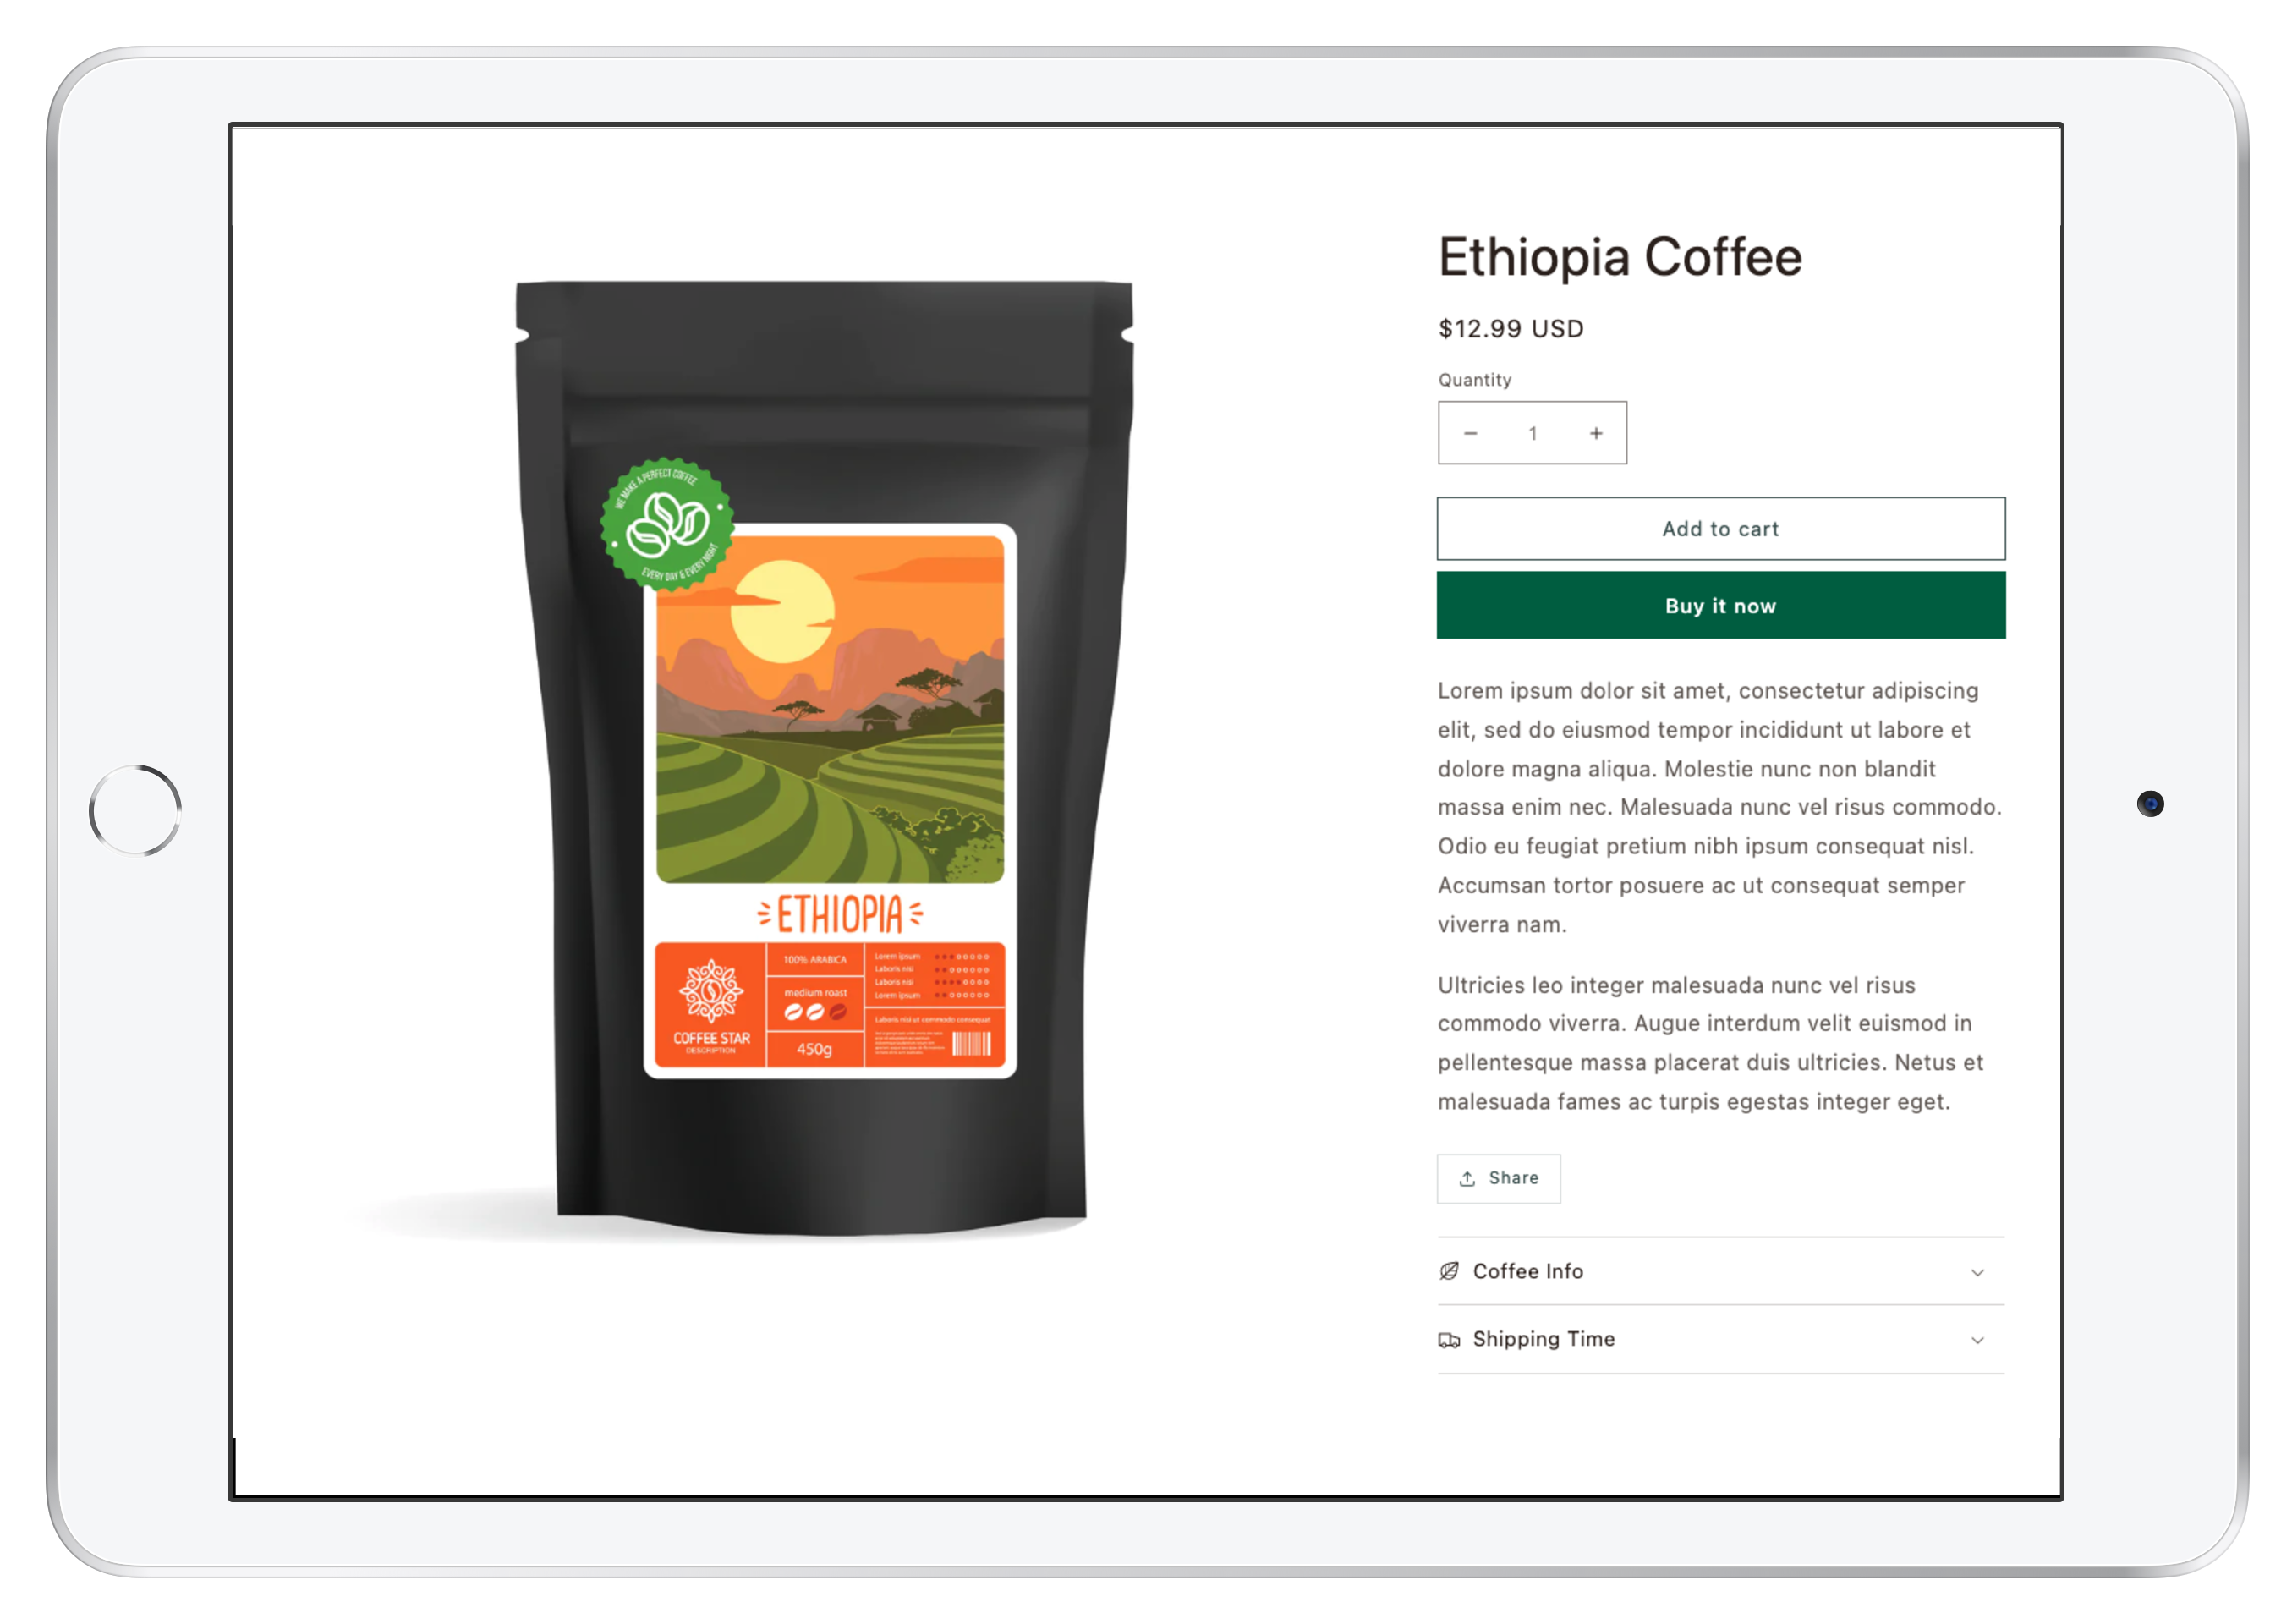 WE MAKE A PERFECT COFFEE
EVERY DAY & EVERY NIGHT
ETHIOPIA
COFFEE STAR
DESCRIPTION
100% ARABICA
medium roast
450g
Lorem ipsum
Laboris nisi
Laboris nisi
Lorem ipsum
Laboris nisi ut commodo consequat
Ethiopia Coffee
$12.99 USD
Quantity
− 1 +
Add to cart
Buy it now
Lorem ipsum dolor sit amet, consectetur adipiscing
elit, sed do eiusmod tempor incididunt ut labore et
dolore magna aliqua. Molestie nunc non blandit
massa enim nec. Malesuada nunc vel risus commodo.
Odio eu feugiat pretium nibh ipsum consequat nisl.
Accumsan tortor posuere ac ut consequat semper
viverra nam.
Ultricies leo integer malesuada nunc vel risus
commodo viverra. Augue interdum velit euismod in
pellentesque massa placerat duis ultricies. Netus et
malesuada fames ac turpis egestas integer eget.
Share
Coffee Info
Shipping Time